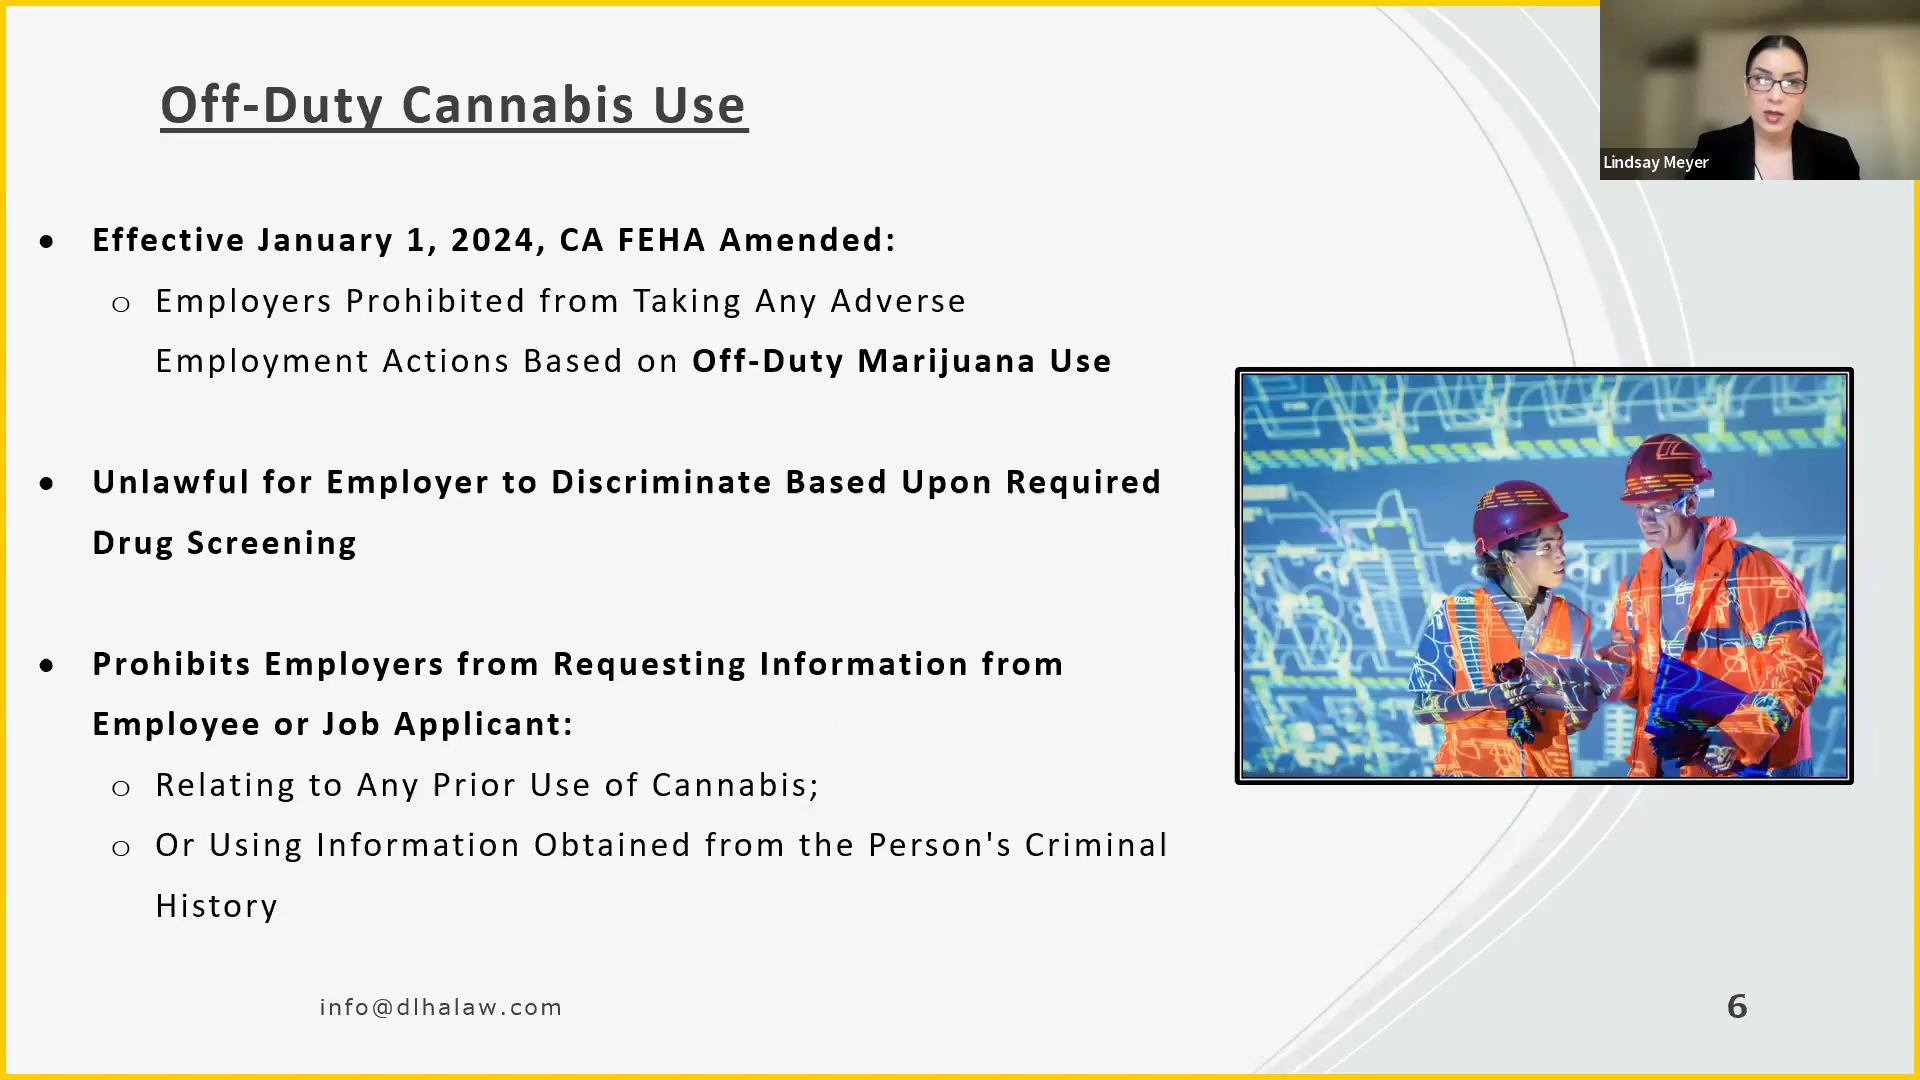 Off-Duty Cannabis Use
Lindsay Meyer
• Effective January 1, 2024, CA FEHA Amended:
o Employers Prohibited from Taking Any Adverse
Employment Actions Based on Off-Duty Marijuana Use
• Unlawful for Employer to Discriminate Based Upon Required
Drug Screening
• Prohibits Employers from Requesting Information from
Employee or Job Applicant:
o Relating to Any Prior Use of Cannabis;
o Or Using Information Obtained from the Person's Criminal
History
info@dlhalaw.com
6